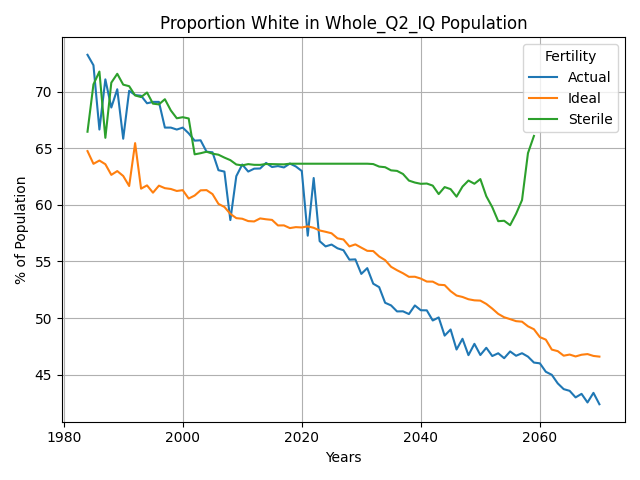 Proportion White in Whole_Q2_IQ Population
Fertility
Actual
Ideal
Sterile
% of Population
70
65
60
55
50
45
1980
2000
2020
2040
2060
Years